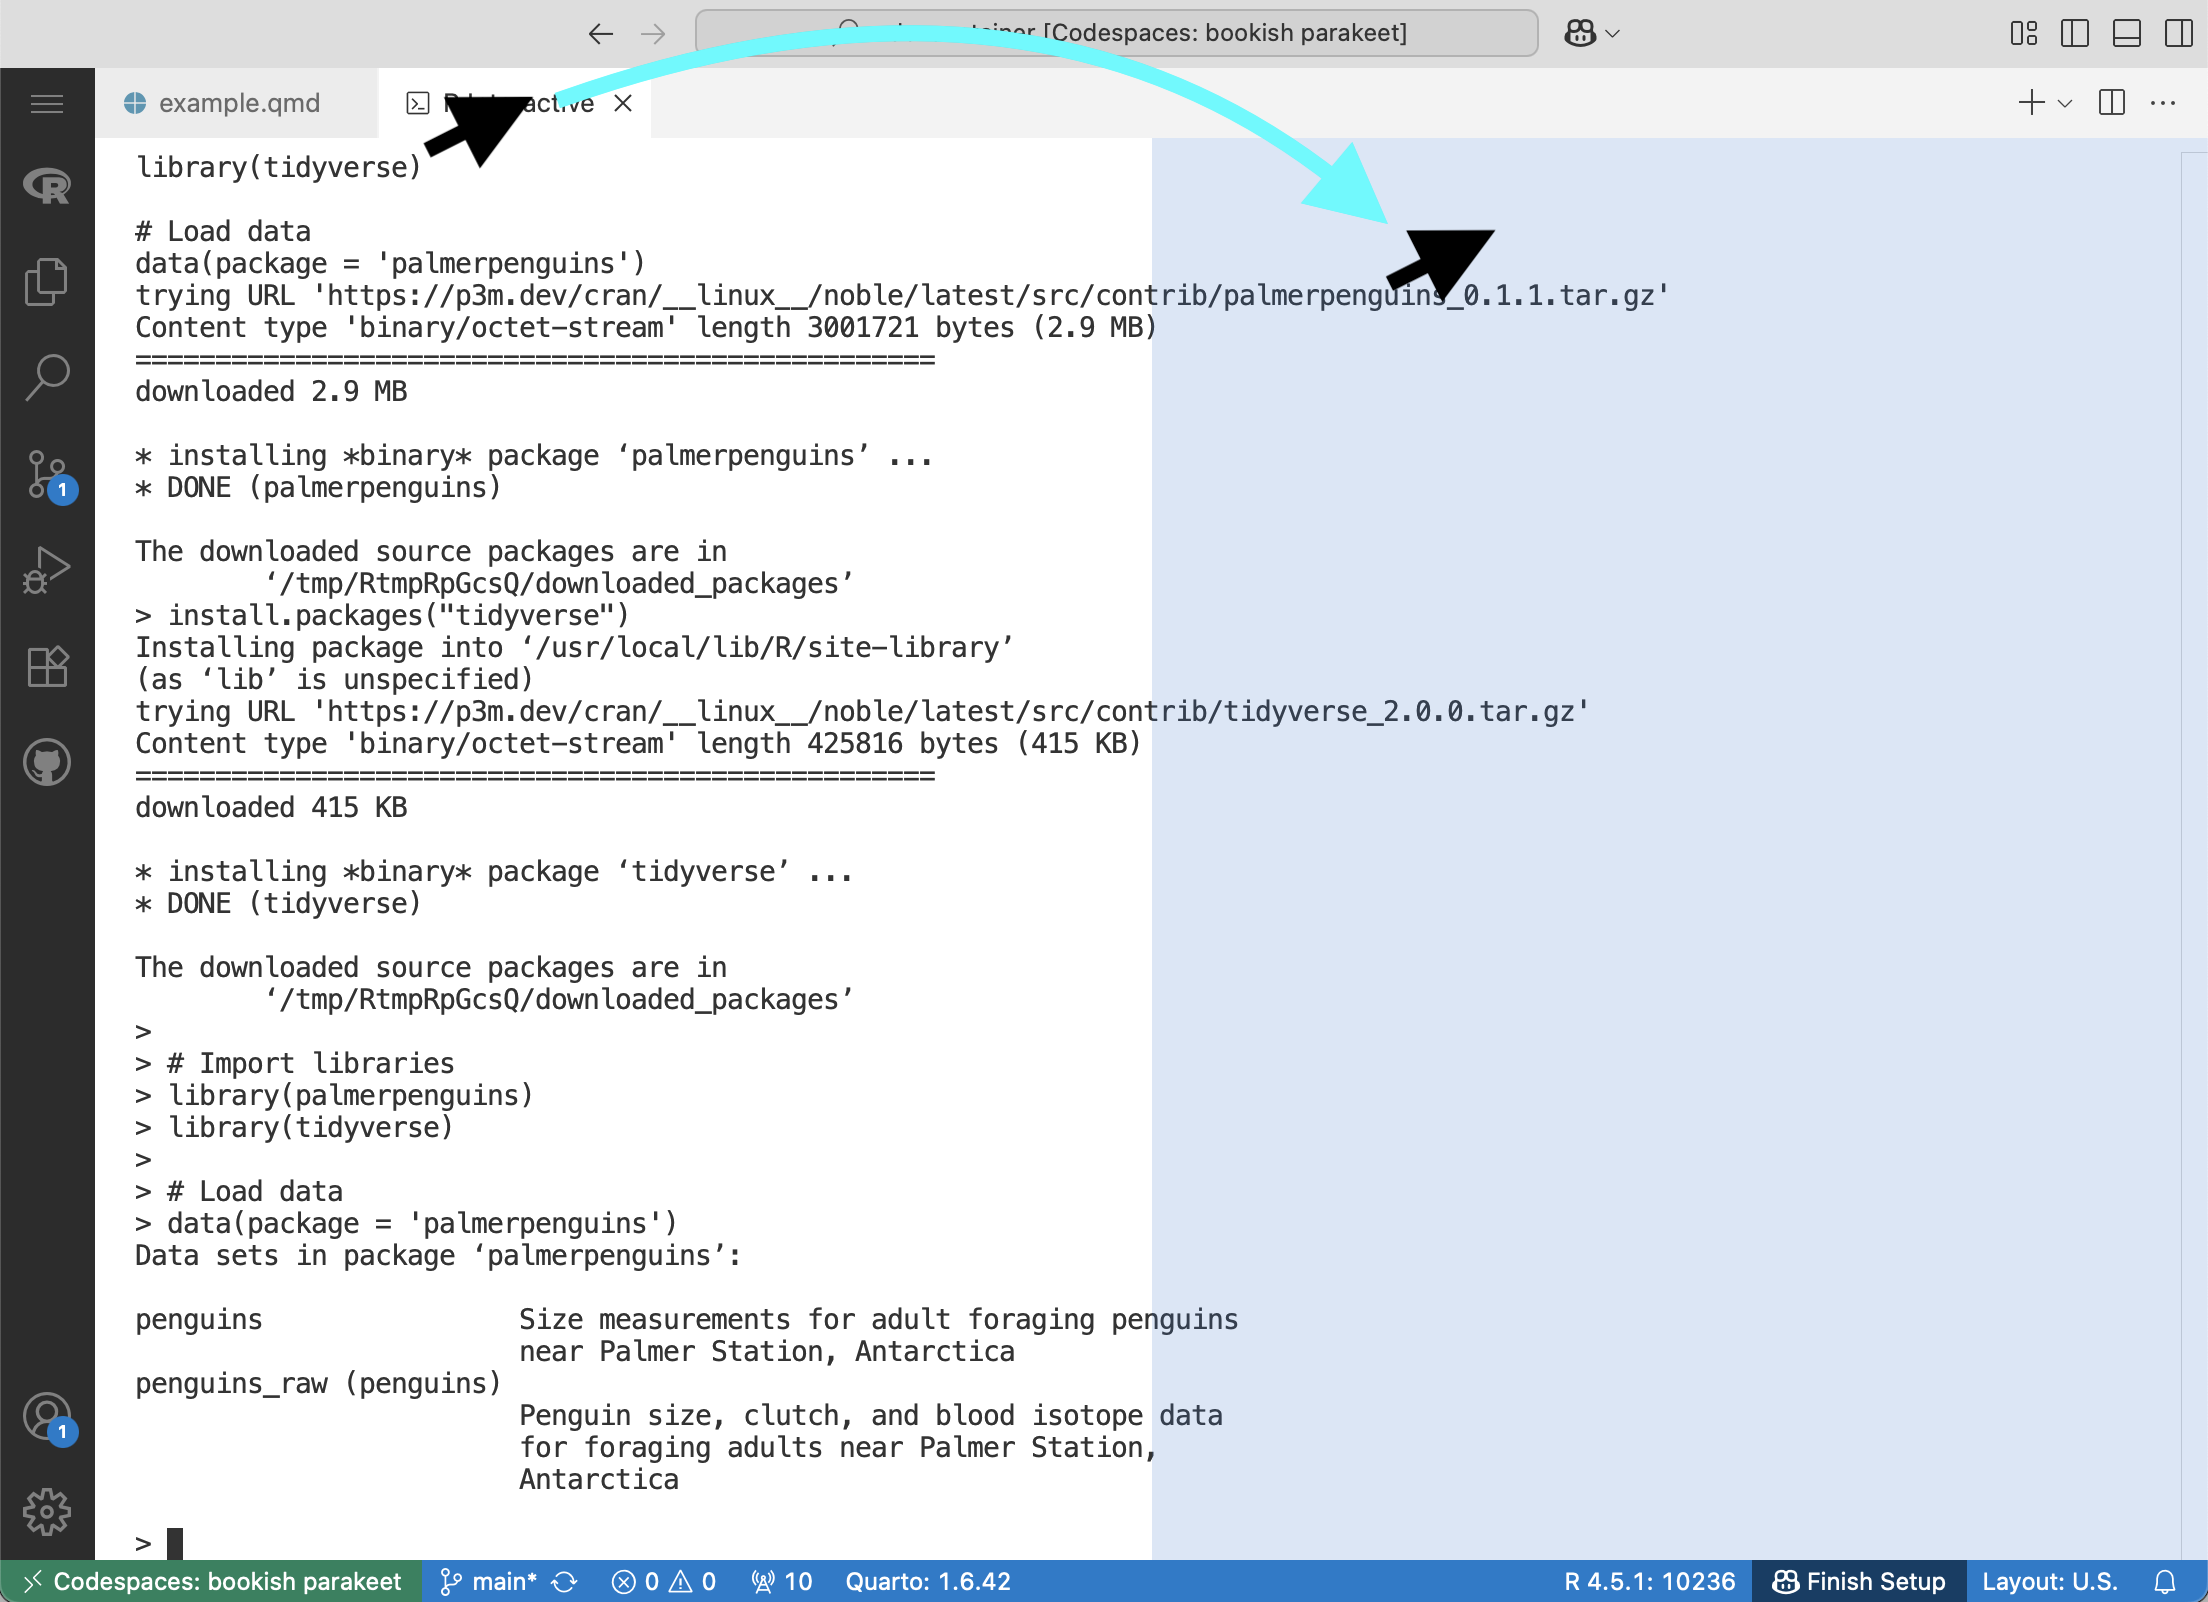 [Codespaces: bookish parakeet]
example.qmd
library(tidyverse)
# Load data
data(package = 'palmerpenguins')
trying URL 'https://p3m.dev/cran/__linux__/noble/latest/src/contrib/palmerpenguins_0.1.1.tar.gz'
Content type 'binary/octet-stream' length 3001721 bytes (2.9 MB)
==================================================
downloaded 2.9 MB
* installing *binary* package ‘palmerpenguins’ ...
* DONE (palmerpenguins)
The downloaded source packages are in
‘/tmp/RtmpRpGcsQ/downloaded_packages’
> install.packages("tidyverse")
Installing package into ‘/usr/local/lib/R/site-library’
(as ‘lib’ is unspecified)
trying URL 'https://p3m.dev/cran/__linux__/noble/latest/src/contrib/tidyverse_2.0.0.tar.gz'
Content type 'binary/octet-stream' length 425816 bytes (415 KB)
==================================================
downloaded 415 KB
* installing *binary* package ‘tidyverse’ ...
* DONE (tidyverse)
The downloaded source packages are in
‘/tmp/RtmpRpGcsQ/downloaded_packages’
>
> # Import libraries
> library(palmerpenguins)
> library(tidyverse)
>
> # Load data
> data(package = 'palmerpenguins')
Data sets in package ‘palmerpenguins’:
penguins Size measurements for adult foraging penguins
near Palmer Station, Antarctica
penguins_raw (penguins)
Penguin size, clutch, and blood isotope data
for foraging adults near Palmer Station,
Antarctica
>
1
1
R
Codespaces: bookish parakeet main* 0 0 10 Quarto: 1.6.42 R 4.5.1: 10236 Finish Setup Layout: U.S.